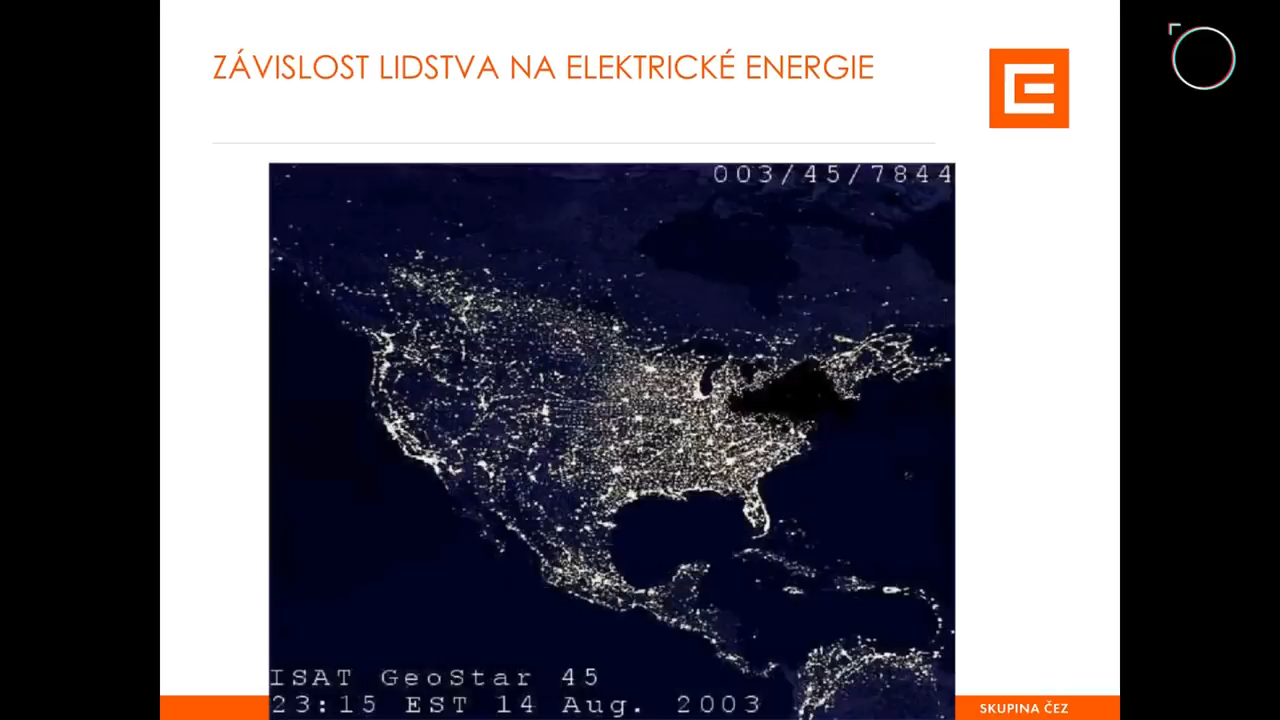 ZÁVISLOST LIDSTVA NA ELEKTRICKÉ ENERGIE
003/45/7844
ISAT GeoStar 45
23:15 EST 14 Aug. 2003
SKUPINA ČEZ